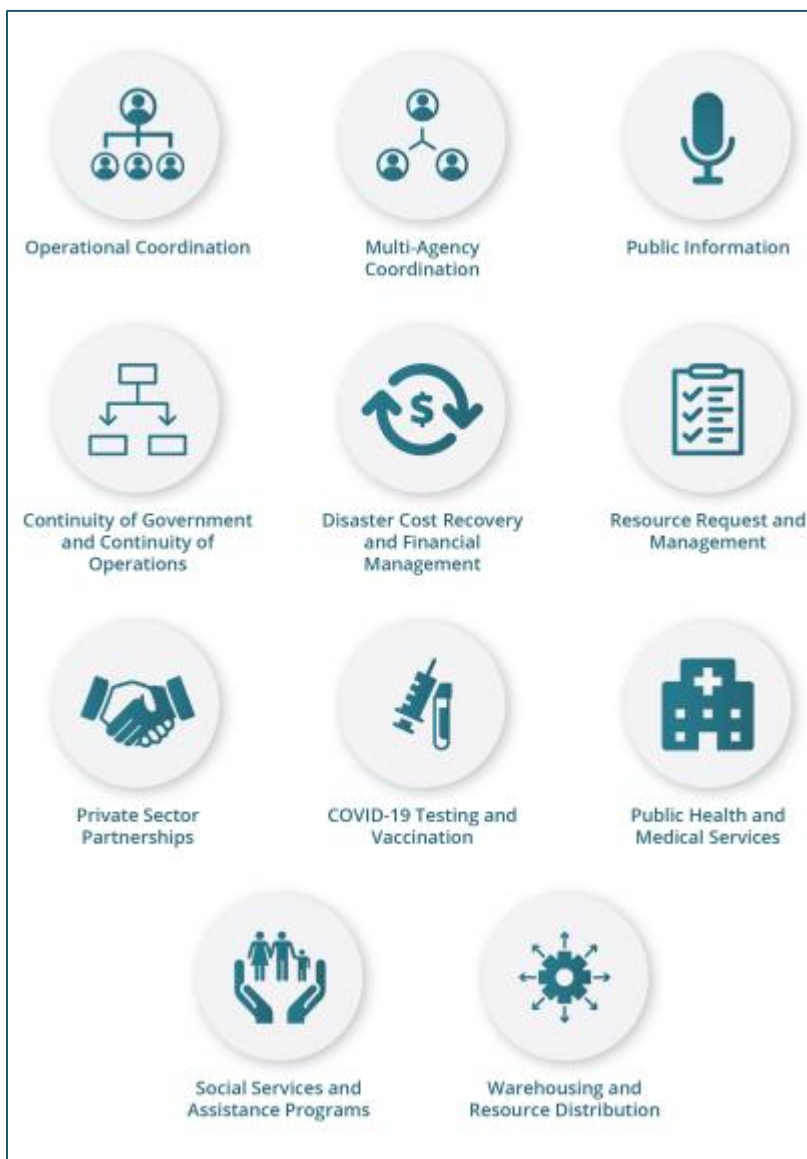 Operational Coordination
Multi-Agency
Coordination
Public Information
Continuity of Government
and Continuity of
Operations
Disaster Cost Recovery
and Financial
Management
$
Resource Request and
Management
Private Sector
Partnerships
COVID-19 Testing and
Vaccination
Public Health and
Medical Services
Social Services and
Assistance Programs
Warehousing and
Resource Distribution